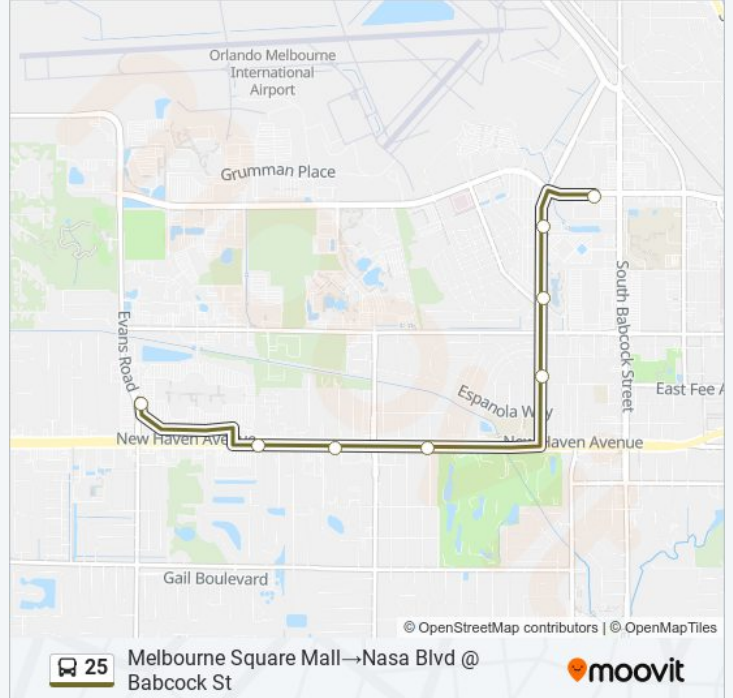 Orlando Melbourne
International
Airport
Grumman Place
South Babcock Street
Evans Road
Espanola Way
East Fee A
New Haven Avenue
New Haven Avenue
Gail Boulevard
© OpenStreetMap contributors | © OpenMapTiles
25
Melbourne Square Mall→Nasa Blvd @
Babcock St
moovit